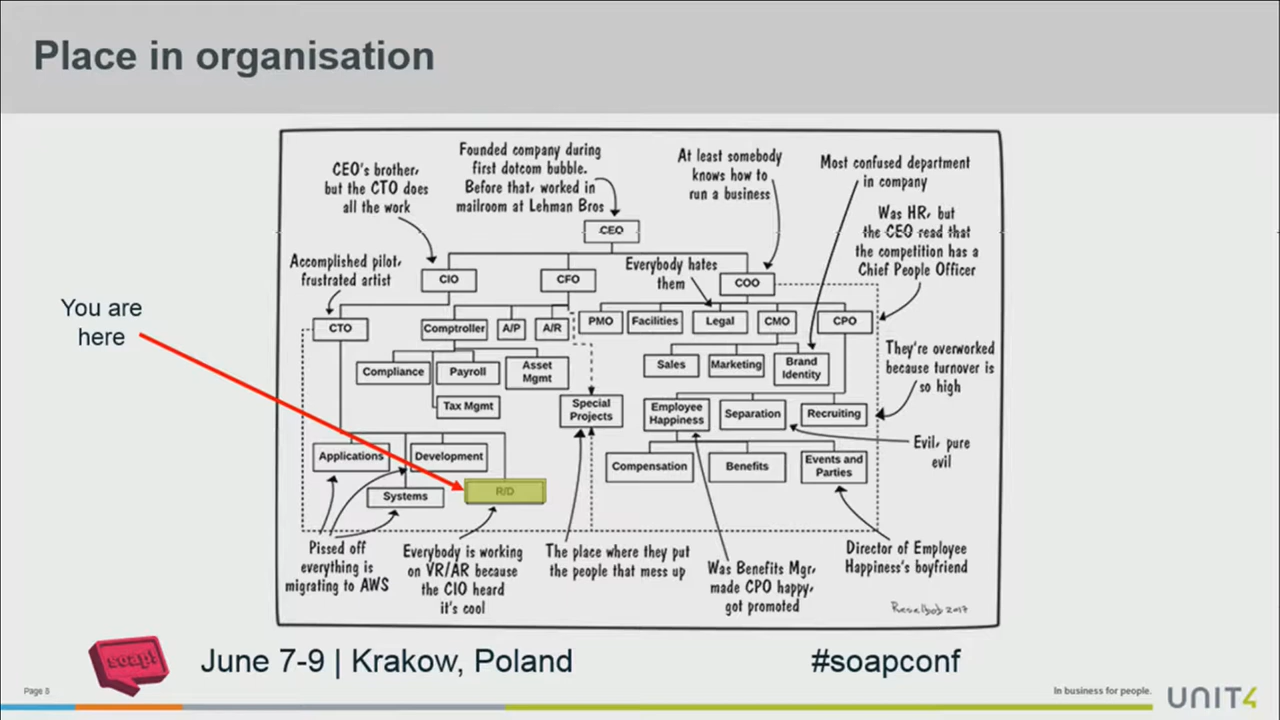 Place in organisation
CEO's brother,
but the CTO does
all the work
Founded company during
first dotcom bubble.
Before that, worked in
mailroom at Lehman Bros
At least somebody
knows how to
run a business
Most confused department
in company
Was HR, but
the CEO read that
the competition has a
Chief People Officer
CEO
Accomplished pilot,
frustrated artist
CIO
CFO
Everybody hates
them
COO
You are
here
CTO
Comptroller
A/P
A/R
PMO
Facilities
Legal
CMO
CPO
Compliance
Payroll
Asset
Mgmt
Sales
Marketing
Brand
Identity
They're overworked
because turnover is
so high
Tax Mgmt
Special
Projects
Employee
Happiness
Separation
Recruiting
Evil, pure
evil
Applications
Development
Compensation
Benefits
Events and
Parties
Systems
R/D
Pissed off
everything is
migrating to AWS
Everybody is working
on VR/AR because
the CIO heard
it's cool
The place where they put
the people that mess up
Was Benefits Mgr,
made CPO happy,
got promoted
Director of Employee
Happiness's boyfriend
Reselbob 2017
soap!
June 7-9 | Krakow, Poland
#soapconf
Page 8
In business for people.
UNIT4